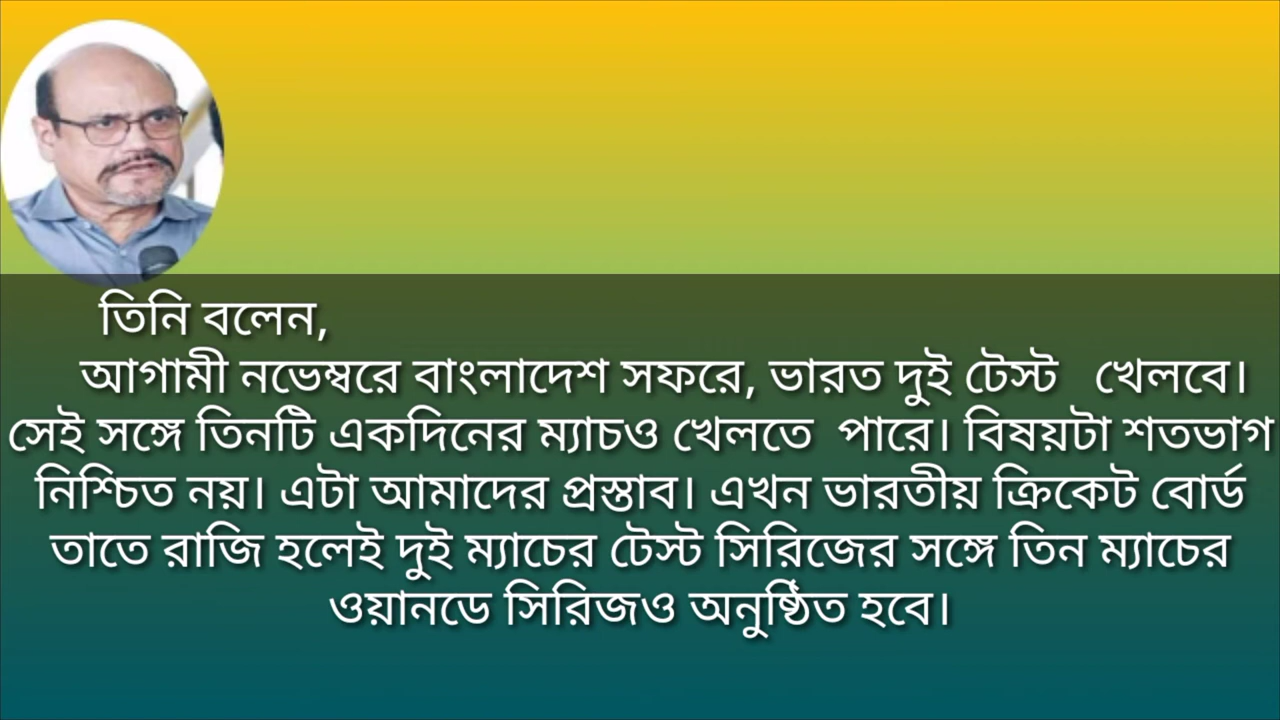 তিনি বলেন,
আগামী নভেম্বরে বাংলাদেশ সফরে, ভারত দুই টেস্ট খেলবে।
সেই সঙ্গে তিনটি একদিনের ম্যাচও খেলতে পারে। বিষয়টা শতভাগ
নিশ্চিত নয়। এটা আমাদের প্রস্তাব। এখন ভারতীয় ক্রিকেট বোর্ড
তাতে রাজি হলেই দুই ম্যাচের টেস্ট সিরিজের সঙ্গে তিন ম্যাচের
ওয়ানডে সিরিজও অনুষ্ঠিত হবে।